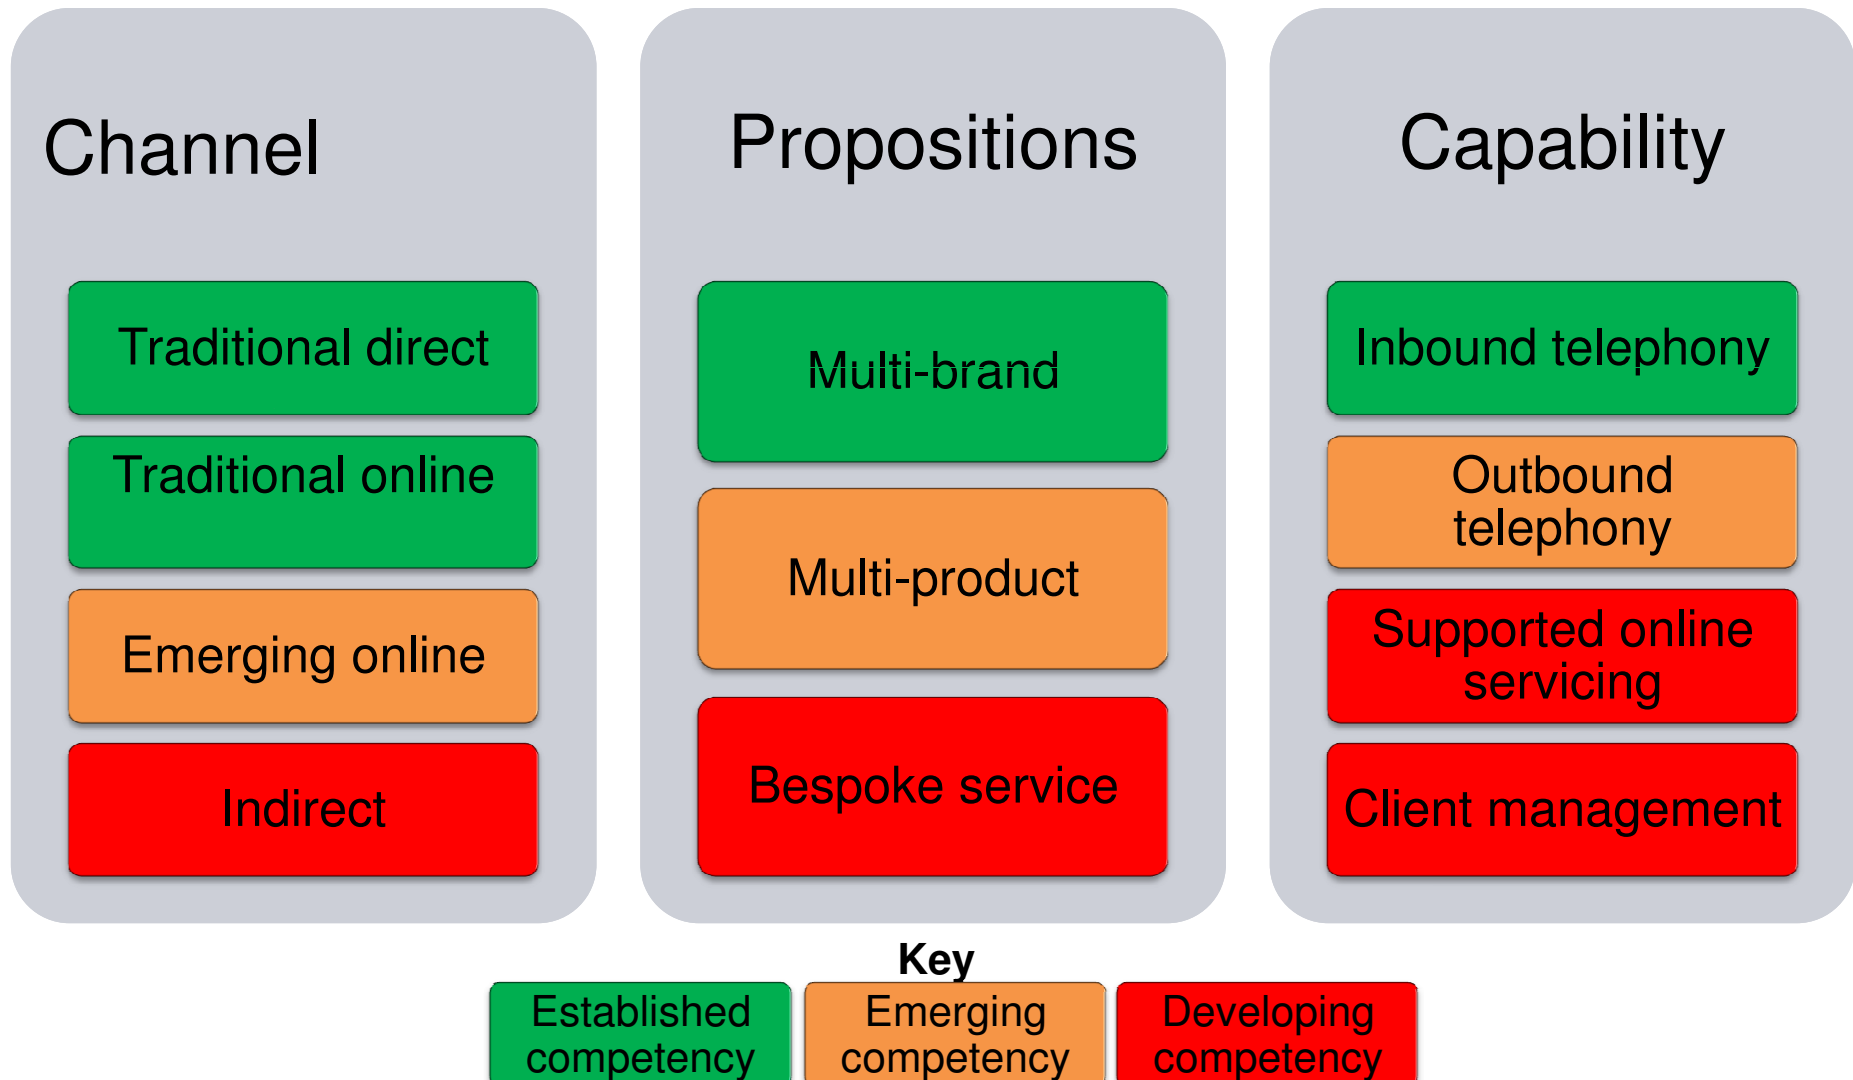 Channel
Traditional direct
Traditional online
Emerging online
Indirect
Propositions
Multi-brand
Multi-product
Bespoke service
Capability
Inbound telephony
Outbound
telephony
Supported online
servicing
Client management
Key
Established
competency
Emerging
competency
Developing
competency